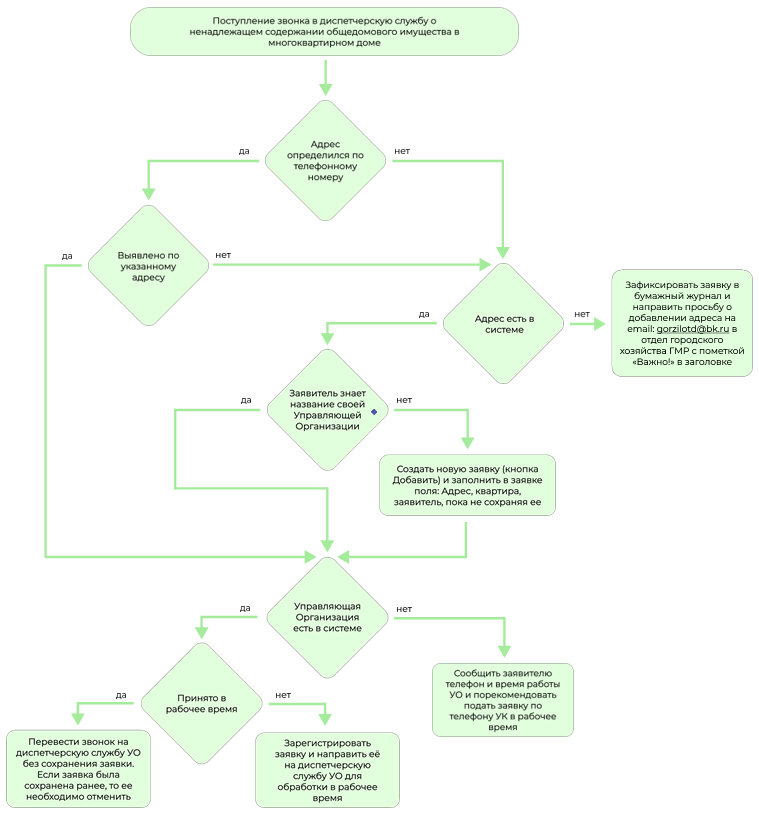 Поступление звонка в диспетчерскую службу о
ненадлежащем содержании общедомового имущества в
многоквартирном доме
Адрес
определился по
телефонному
номеру
да
нет
Выявлено по
указанному
адресу
да
нет
Адрес есть в
системе
да
нет
Зафиксировать заявку в
бумажный журнал и
направить просьбу о
добавлении адреса на
email: gorzilotd@bk.ru в
отдел городского
хозяйства ГМР с пометкой
«Важно!» в заголовке
Заявитель знает
название своей
Управляющей
Организации
да
нет
Создать новую заявку (кнопка
Добавить) и заполнить в заявке
поля: Адрес, квартира,
заявитель, пока не сохраняя ее
Управляющая
Организация
есть в системе
да
нет
Сообщить заявителю
телефон и время работы
УО и порекомендовать
подать заявку по
телефону УК в рабочее
время
Принято в
рабочее время
да
нет
Перевести звонок на
диспетчерскую службу УО
без сохранения заявки.
Если заявка была
сохранена ранее, то ее
необходимо отменить
Зарегистрировать
заявку и направить её
на диспетчерскую
службу УО для
обработки в рабочее
время